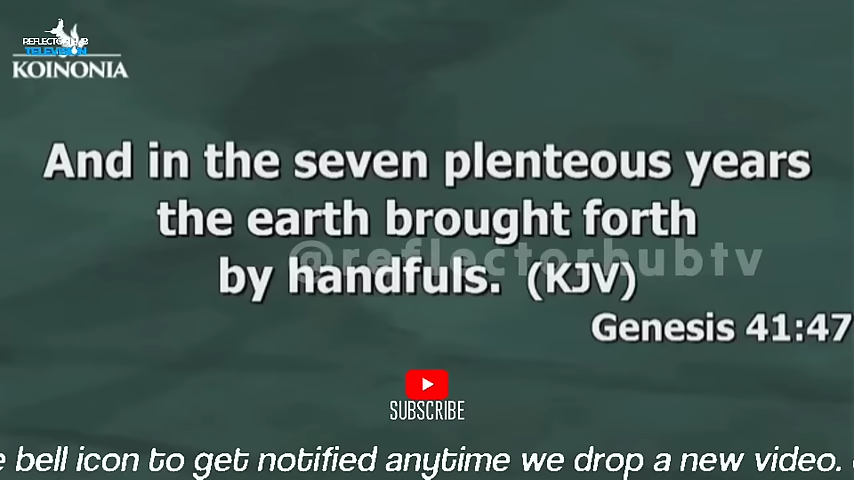 REFLECTOR HUB
TELEVISION
KOINONIA
And in the seven plenteous years
the earth brought forth
by handfuls. (KJV)
@reflectorhubtv
Genesis 41:47
SUBSCRIBE
bell icon to get notified anytime we drop a new video.